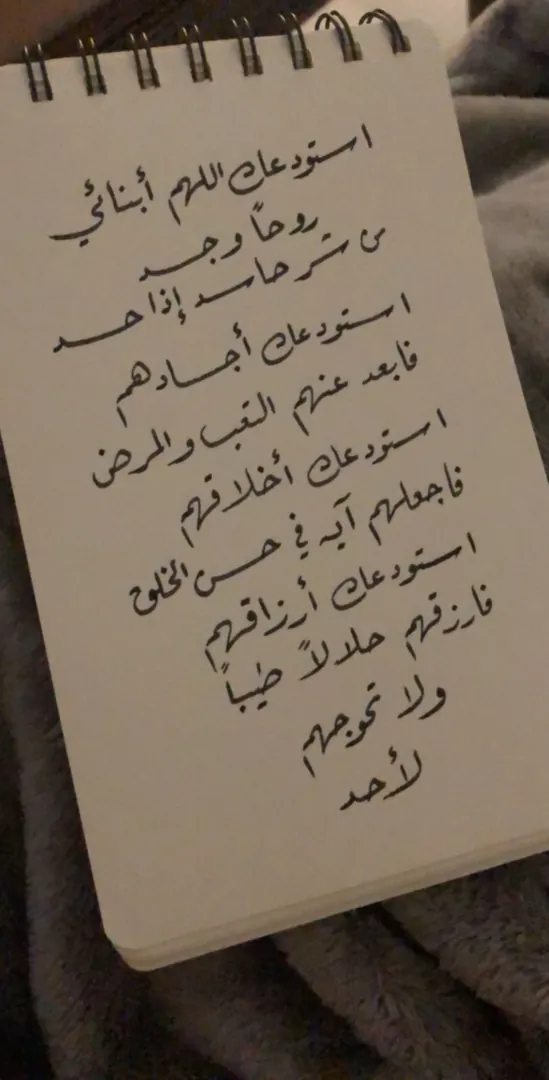 استودعك اللهم أبنائي
روحاً وجسد
من شر حاسد إذا حسد
استودعك أجسادهم
فابعد عنهم التعب والمرض
استودعك أخلاقهم
فاجعلهم آيه في حسن الخلق
استودعك أرزاقهم
فارزقهم حلالاً طيباً
ولا تحوجهم
لأحد